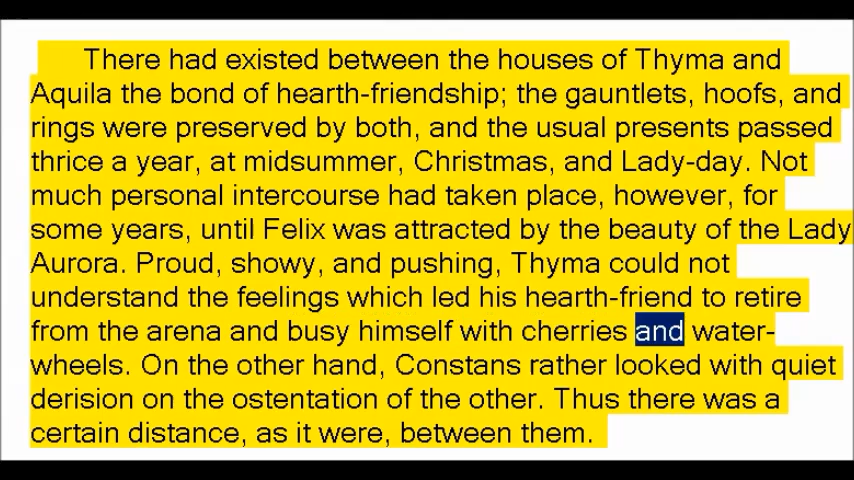 There had existed between the houses of Thyma and
Aquila the bond of hearth-friendship; the gauntlets, hoofs, and
rings were preserved by both, and the usual presents passed
thrice a year, at midsummer, Christmas, and Lady-day. Not
much personal intercourse had taken place, however, for
some years, until Felix was attracted by the beauty of the Lady
Aurora. Proud, showy, and pushing, Thyma could not
understand the feelings which led his hearth-friend to retire
from the arena and busy himself with cherries and water-
wheels. On the other hand, Constans rather looked with quiet
derision on the ostentation of the other. Thus there was a
certain distance, as it were, between them.